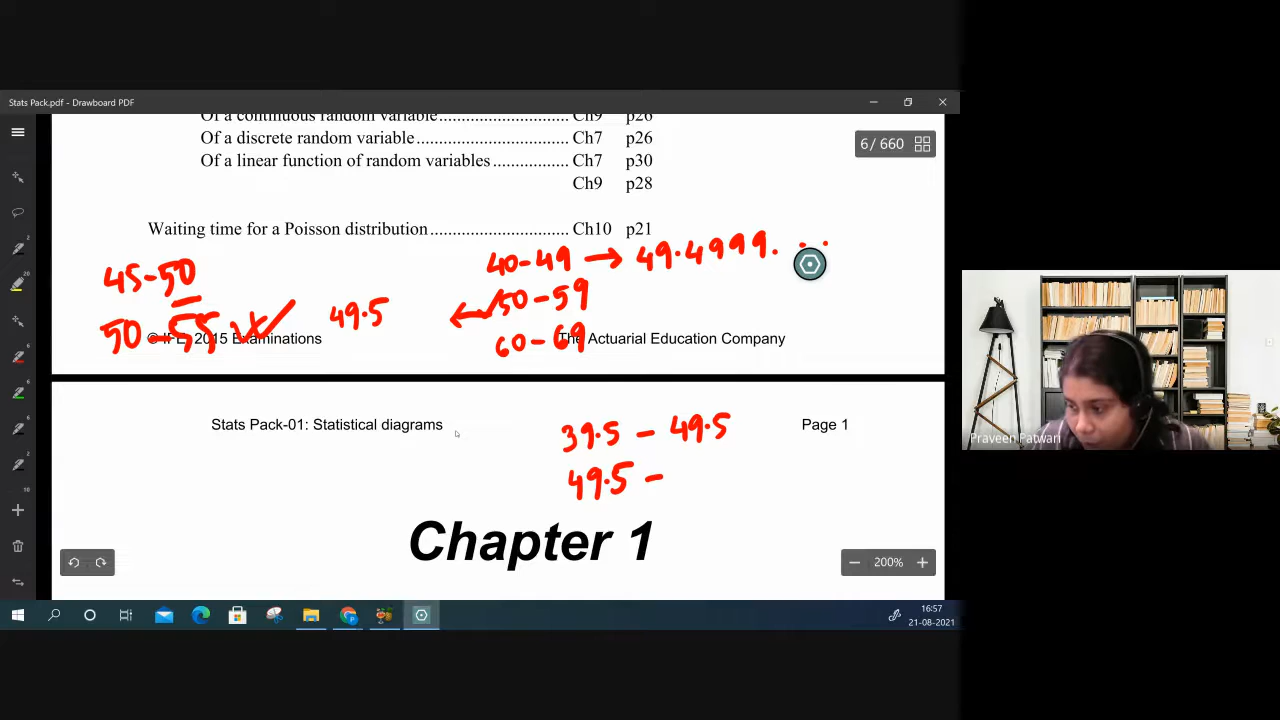 Stats Pack.pdf - Drawboard PDF
Of a continuous random variable............................ Ch9 p26
Of a discrete random variable ................................ Ch7 p26
Of a linear function of random variables ................. Ch7 p30
Ch9 p28
6 / 660
Waiting time for a Poisson distribution ............................. Ch10 p21
45-50
40-49 → 49.4999. . .
50-55 49.5
← 50-59
60-69
© IFE: 2015 Examinations
The Actuarial Education Company
Stats Pack-01: Statistical diagrams
Page 1
39.5 - 49.5
49.5 -
Chapter 1
200%
Praveen Patwari
16:57
21-08-2021